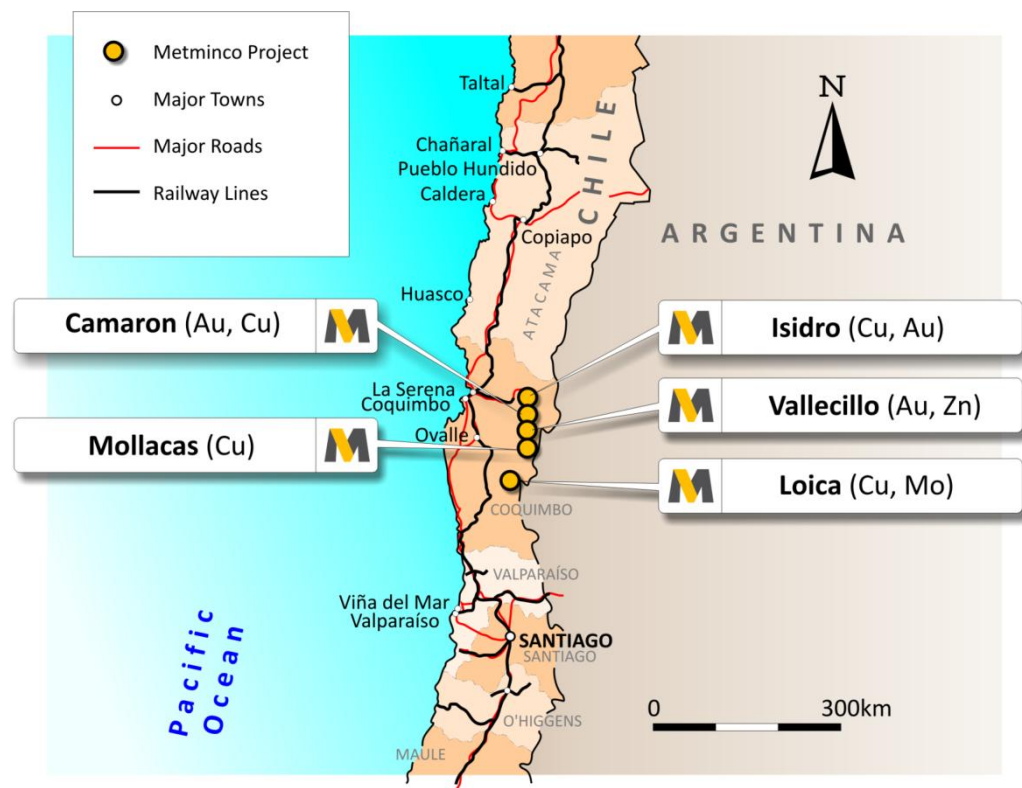 Metminco Project
Major Towns
Major Roads
Railway Lines
Taltal
Chañaral
Pueblo Hundido
Caldera
Copiapo
CHILE
N
ARGENTINA
ATACAMA
Huasco
Camaron (Au, Cu)
Isidro (Cu, Au)
La Serena
Coquimbo
Vallecillo (Au, Zn)
Ovalle
Mollacas (Cu)
Loica (Cu, Mo)
COQUIMBO
VALPARAÍSO
Viña del Mar
Valparaíso
SANTIAGO
SANTIAGO
Pacific
Ocean
0 300km
O'HIGGENS
MAULE